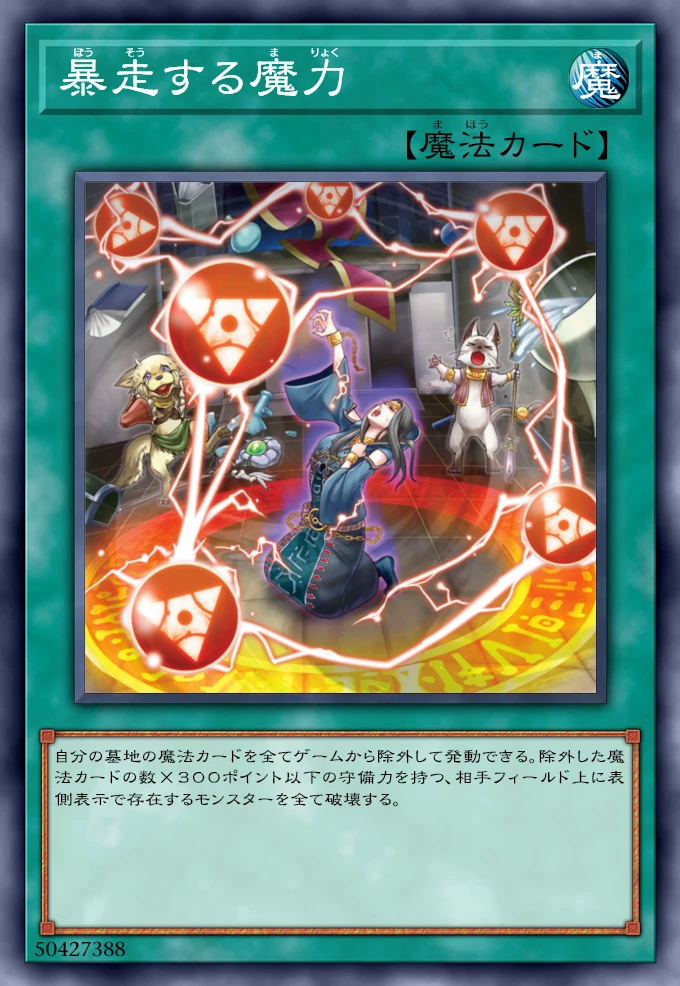 暴走する魔力
魔
【魔法カード】
自分の墓地の魔法カードを全てゲームから除外して発動できる。除外した魔
法カードの数×３００ポイント以下の守備力を持つ、相手フィールド上に表
側表示で存在するモンスターを全て破壊する。
50427388